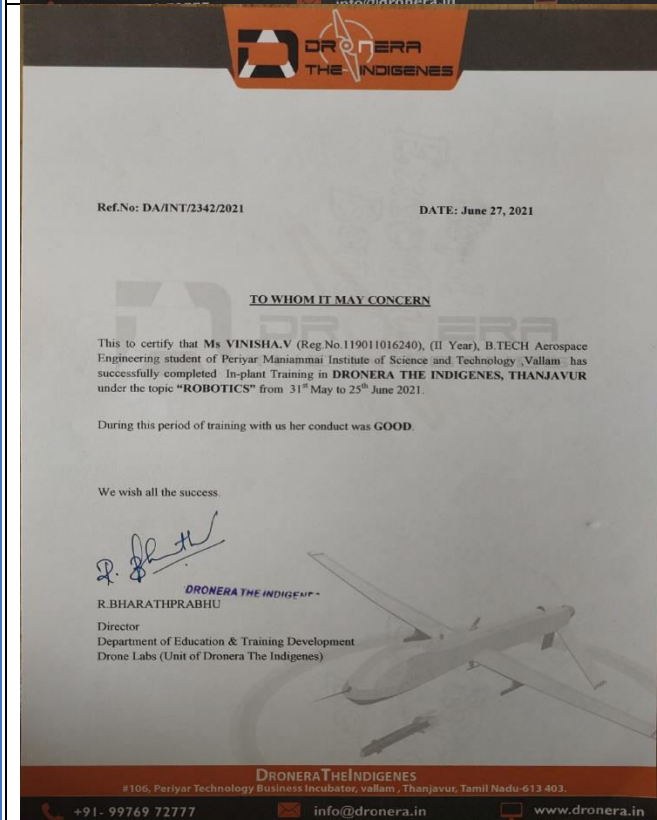 info@dronera.in
DRONERA
THE INDIGENES
Ref.No: DA/INT/2342/2021 DATE: June 27, 2021
TO WHOM IT MAY CONCERN
DRONERA
This to certify that Ms VINISHA.V (Reg.No.119011016240), (II Year), B.TECH Aerospace
Engineering student of Periyar Maniammai Institute of Science and Technology ,Vallam has
successfully completed In-plant Training in DRONERA THE INDIGENES, THANJAVUR
under the topic “ROBOTICS” from 31st May to 25th June 2021.
During this period of training with us her conduct was GOOD.
We wish all the success.
R. Bharath
DRONERA THE INDIGENE
R.BHARATHPRABHU
Director
Department of Education & Training Development
Drone Labs (Unit of Dronera The Indigenes)
DRONERATHEINDIGENES
#106, Periyar Technology Business Incubator, vallam , Thanjavur, Tamil Nadu-613 403.
+91- 99769 72777 info@dronera.in www.dronera.in